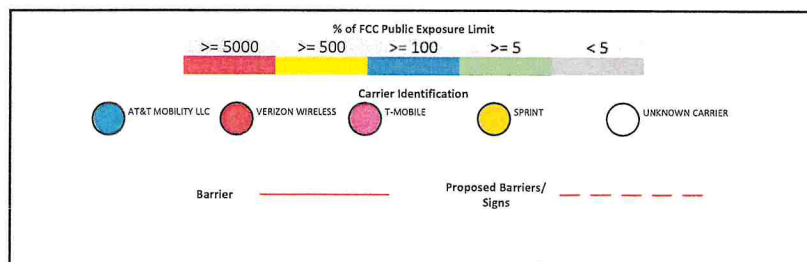 % of FCC Public Exposure Limit
>= 5000 >= 500 >= 100 >= 5 < 5
Carrier Identification
AT&T MOBILITY LLC VERIZON WIRELESS T-MOBILE SPRINT UNKNOWN CARRIER
Barrier Proposed Barriers/
Signs